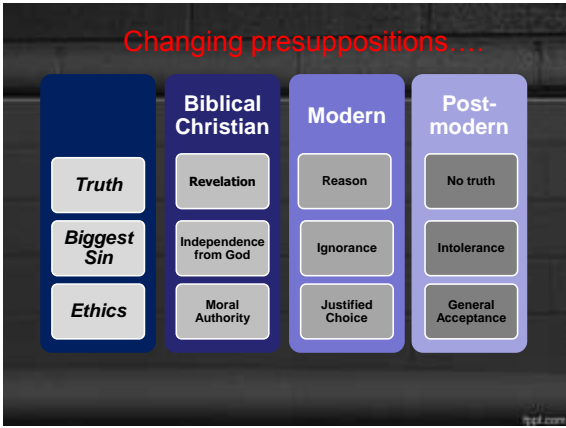 Changing presuppositions....
Biblical
Christian
Modern
Post-
modern
Truth
Revelation
Reason
No truth
Biggest
Sin
Independence
from God
Ignorance
Intolerance
Ethics
Moral
Authority
Justified
Choice
General
Acceptance